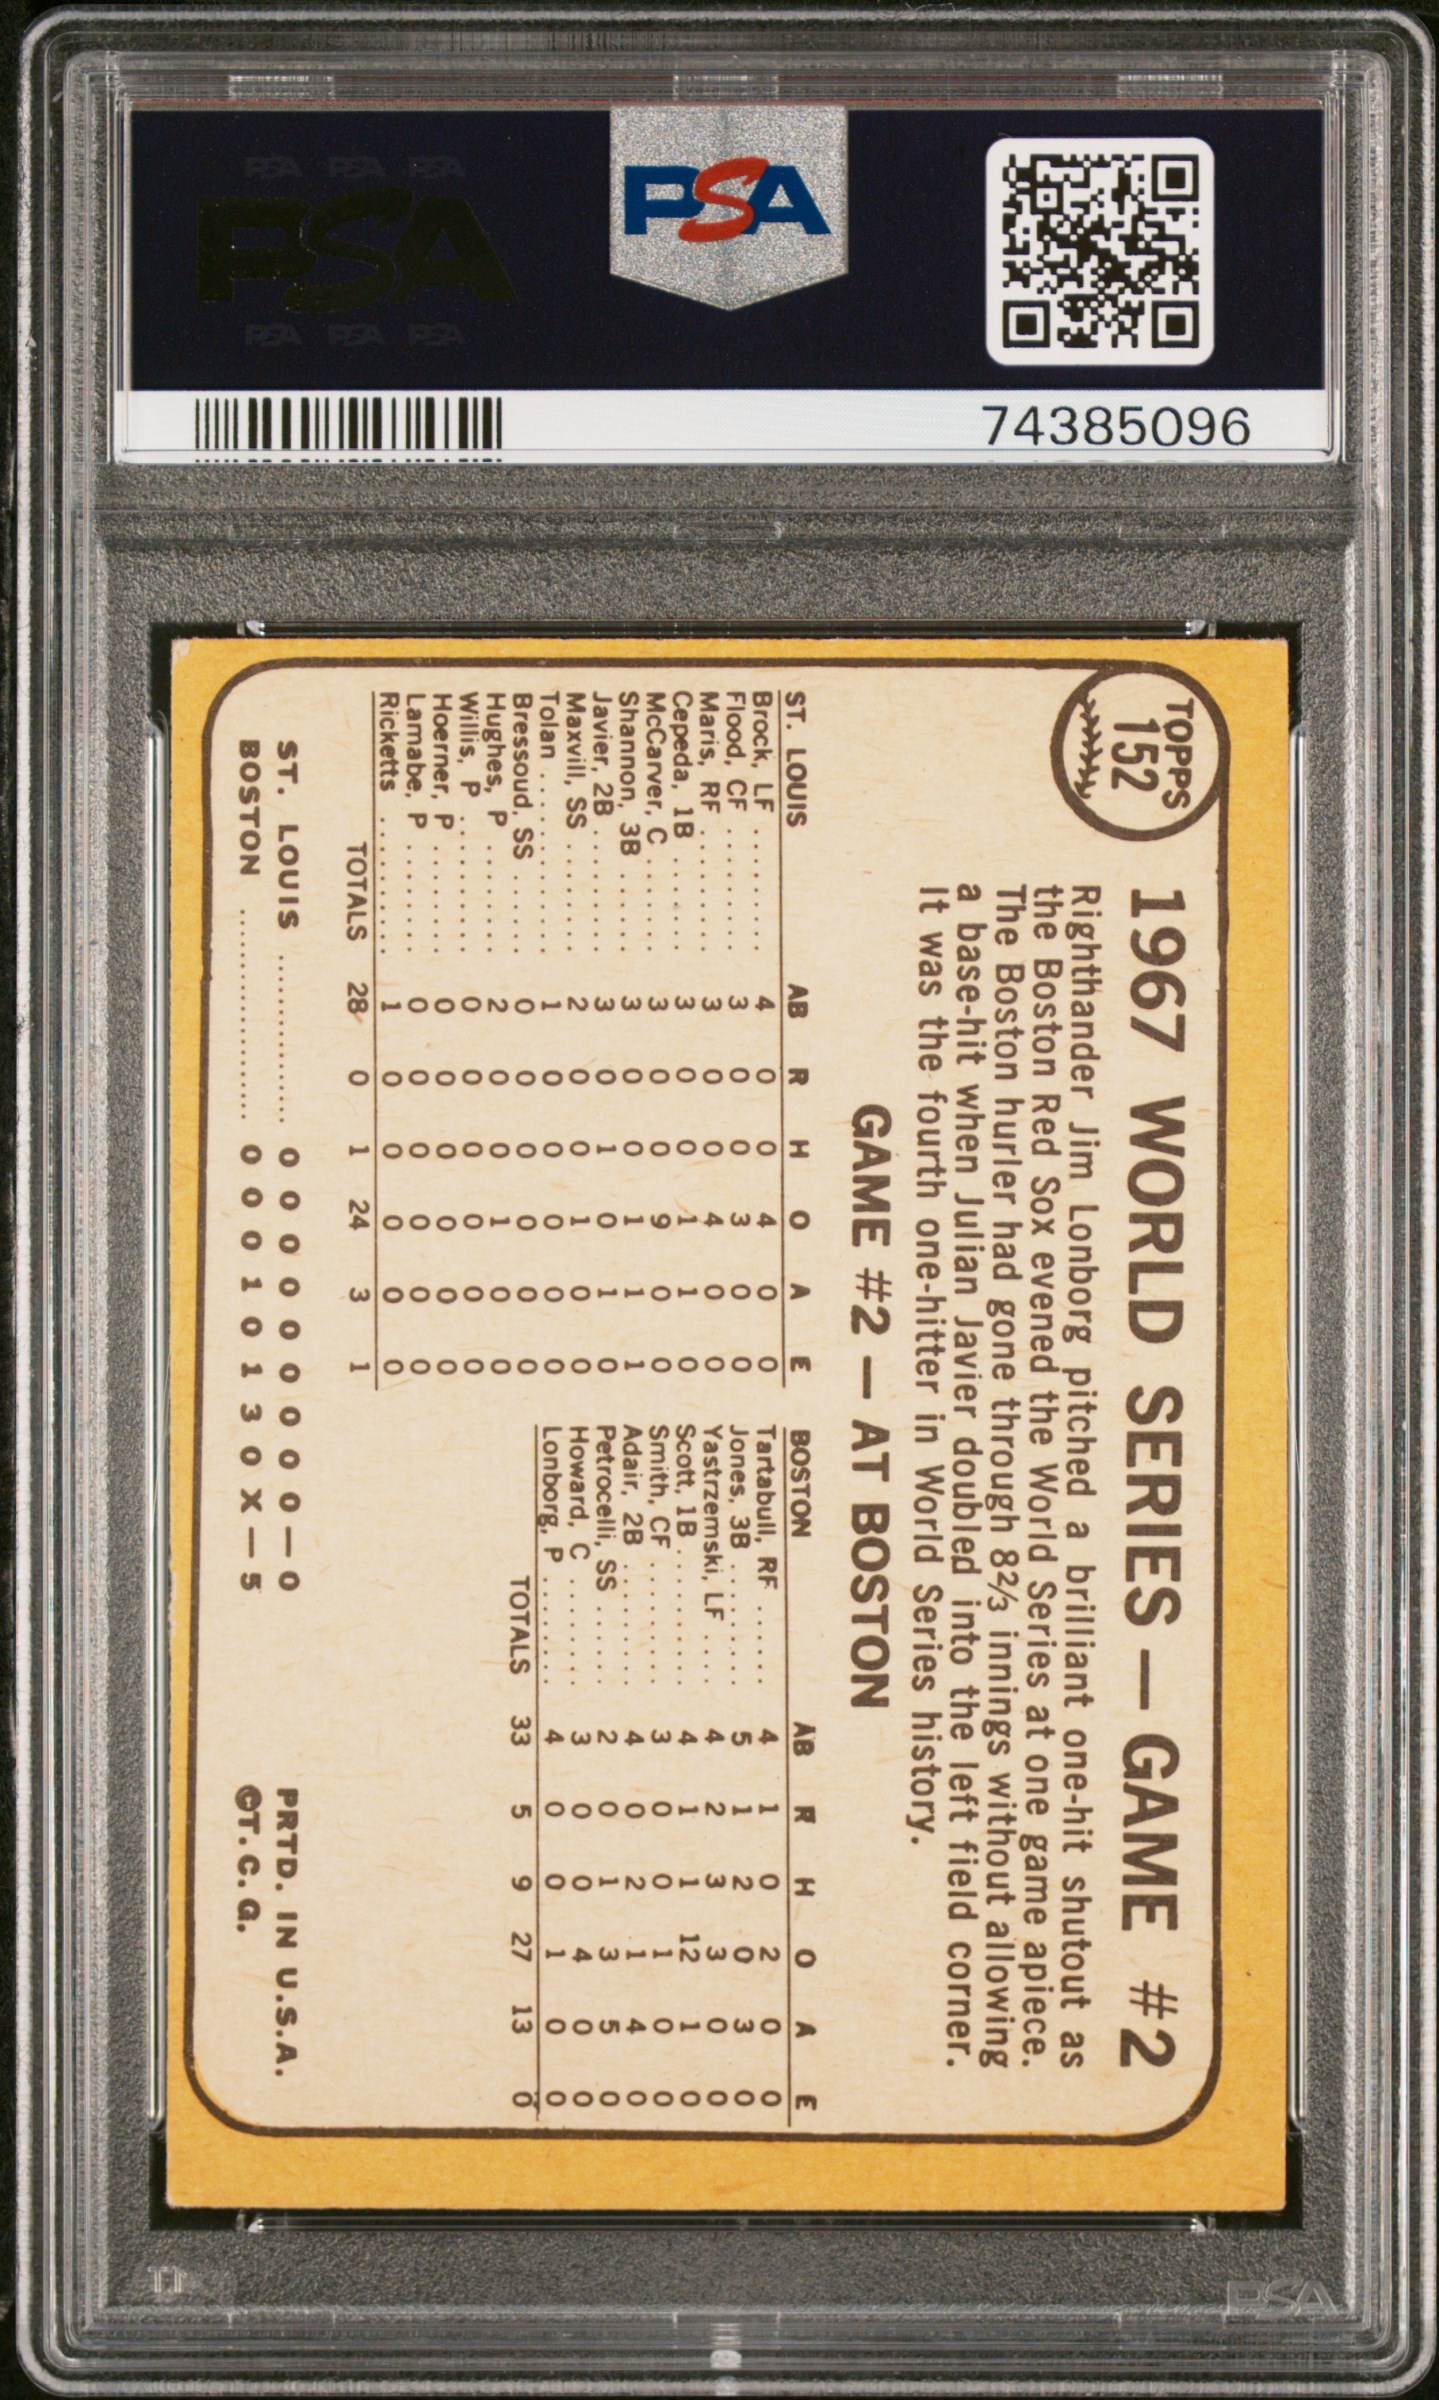 PSA PSA PSA
PSA
PSA PSA PSA
PSA
74385096
TOPPS
152
1967 WORLD SERIES — GAME #2
Righthander Jim Lonborg pitched a brilliant one-hit shutout as
the Boston Red Sox evened the World Series at one game apiece.
The Boston hurler had gone through 8⅔ innings without allowing
a base-hit when Julian Javier doubled into the left field corner.
It was the fourth one-hitter in World Series history.
GAME #2 — AT BOSTON
ST. LOUIS AB R H O A E
Brock, LF ......... 4 0 0 4 0 0
Flood, CF ........ 3 0 0 3 0 0
Maris, RF ......... 3 0 0 4 0 0
Cepeda, 1B ....... 3 0 0 1 1 0
McCarver, C ....... 3 0 0 9 0 0
Shannon, 3B ...... 3 0 0 1 1 1
Javier, 2B ......... 3 0 1 0 1 0
Maxvill, SS ........ 2 0 0 1 0 0
Tolan ............. 1 0 0 0 0 0
Bressoud, SS ...... 0 0 0 0 0 0
Hughes, P ........ 2 0 0 1 0 0
Willis, P .......... 0 0 0 0 0 0
Hoerner, P ........ 0 0 0 0 0 0
Lamabe, P ........ 0 0 0 0 0 0
Ricketts ........... 1 0 0 0 0 0
TOTALS 28 0 1 24 3 1
BOSTON AB R H O A E
Tartabull, RF ...... 4 1 0 2 0 0
Jones, 3B ......... 5 1 2 0 3 0
Yastrzemski, LF .... 4 2 3 3 0 0
Scott, 1B .......... 4 1 1 12 1 0
Smith, CF ......... 3 0 0 1 0 0
Adair, 2B ......... 4 0 2 1 4 0
Petrocelli, SS ...... 2 0 1 3 5 0
Howard, C ........ 3 0 0 4 0 0
Lonborg, P ........ 4 0 0 1 0 0
TOTALS 33 5 9 27 13 0
ST. LOUIS .................. 0 0 0 0 0 0 0 0 0 — 0
BOSTON ..................... 0 0 0 1 0 1 3 0 X — 5
PRTD. IN U.S.A.
©T.C.G.
PSA